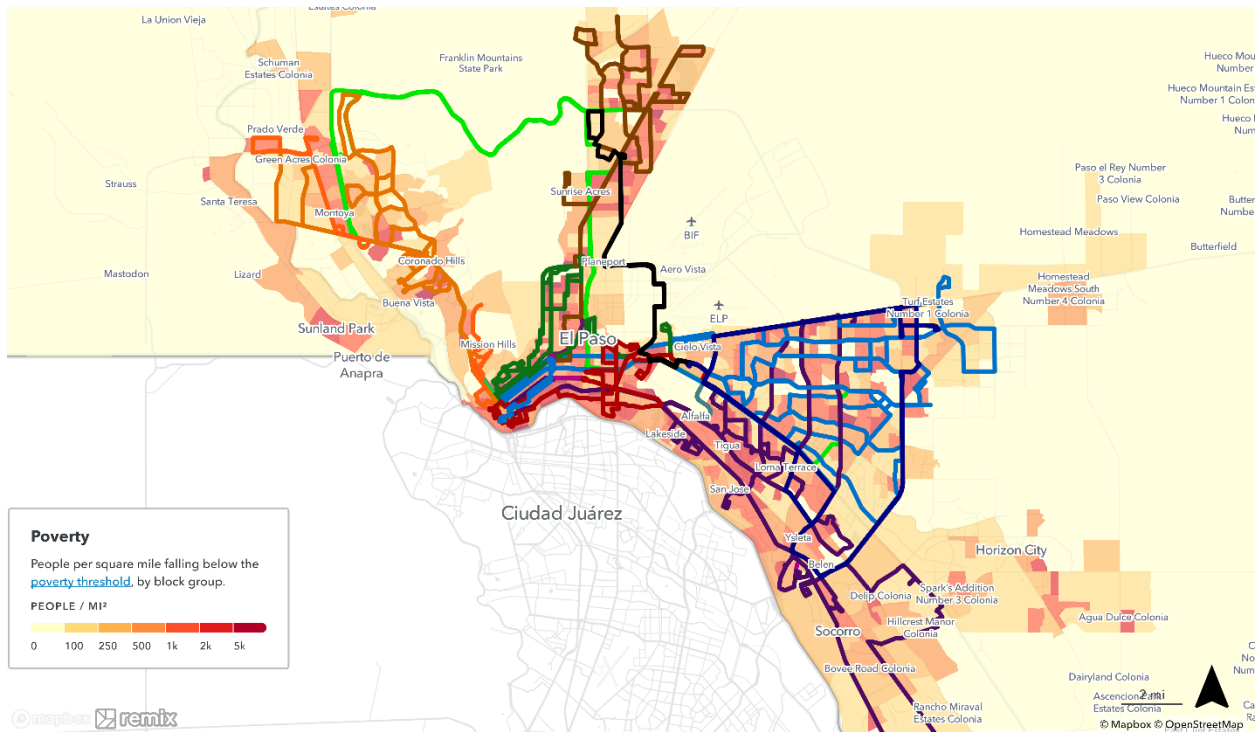 Estates Colonia
La Union Vieja
Franklin Mountains
State Park
Schuman
Estates Colonia
Hueco Mou
Number
Hueco Mountain Est
Number 1 Colon
Hueco
Num
Prado Verde
Green Acres Colonia
Strauss
Santa Teresa
Montoya
Sunrise Acres
Paso el Rey Number
3 Colonia
Paso View Colonia
Butter
Numbe
BIF
Homestead Meadows
Butterfield
Mastodon
Lizard
Coronado Hills
Planeport
Aero Vista
Homestead
Meadows South
Number 4 Colonia
Buena Vista
ELP
Turf Estates
Number 1 Colonia
Sunland Park
Mission Hills
El Paso
Cielo Vista
Puerto de
Anapra
Alfalfa
Lakeside
Tigua
Loma Terrace
San Jose
Ciudad Juárez
Ysleta
Belen
Horizon City
Delip Colonia
Spark's Addition
Number 3 Colonia
Hillcrest Manor
Colonia
Agua Dulce Colonia
Socorro
Bovee Road Colonia
Dairyland Colonia
Ascencion Park
Estates Colonia
Rancho Miraval
Estates Colonia
Poverty
People per square mile falling below the
poverty threshold, by block group.
PEOPLE / MI²
0 100 250 500 1k 2k 5k
2 mi
mapbox remix
© Mapbox © OpenStreetMap